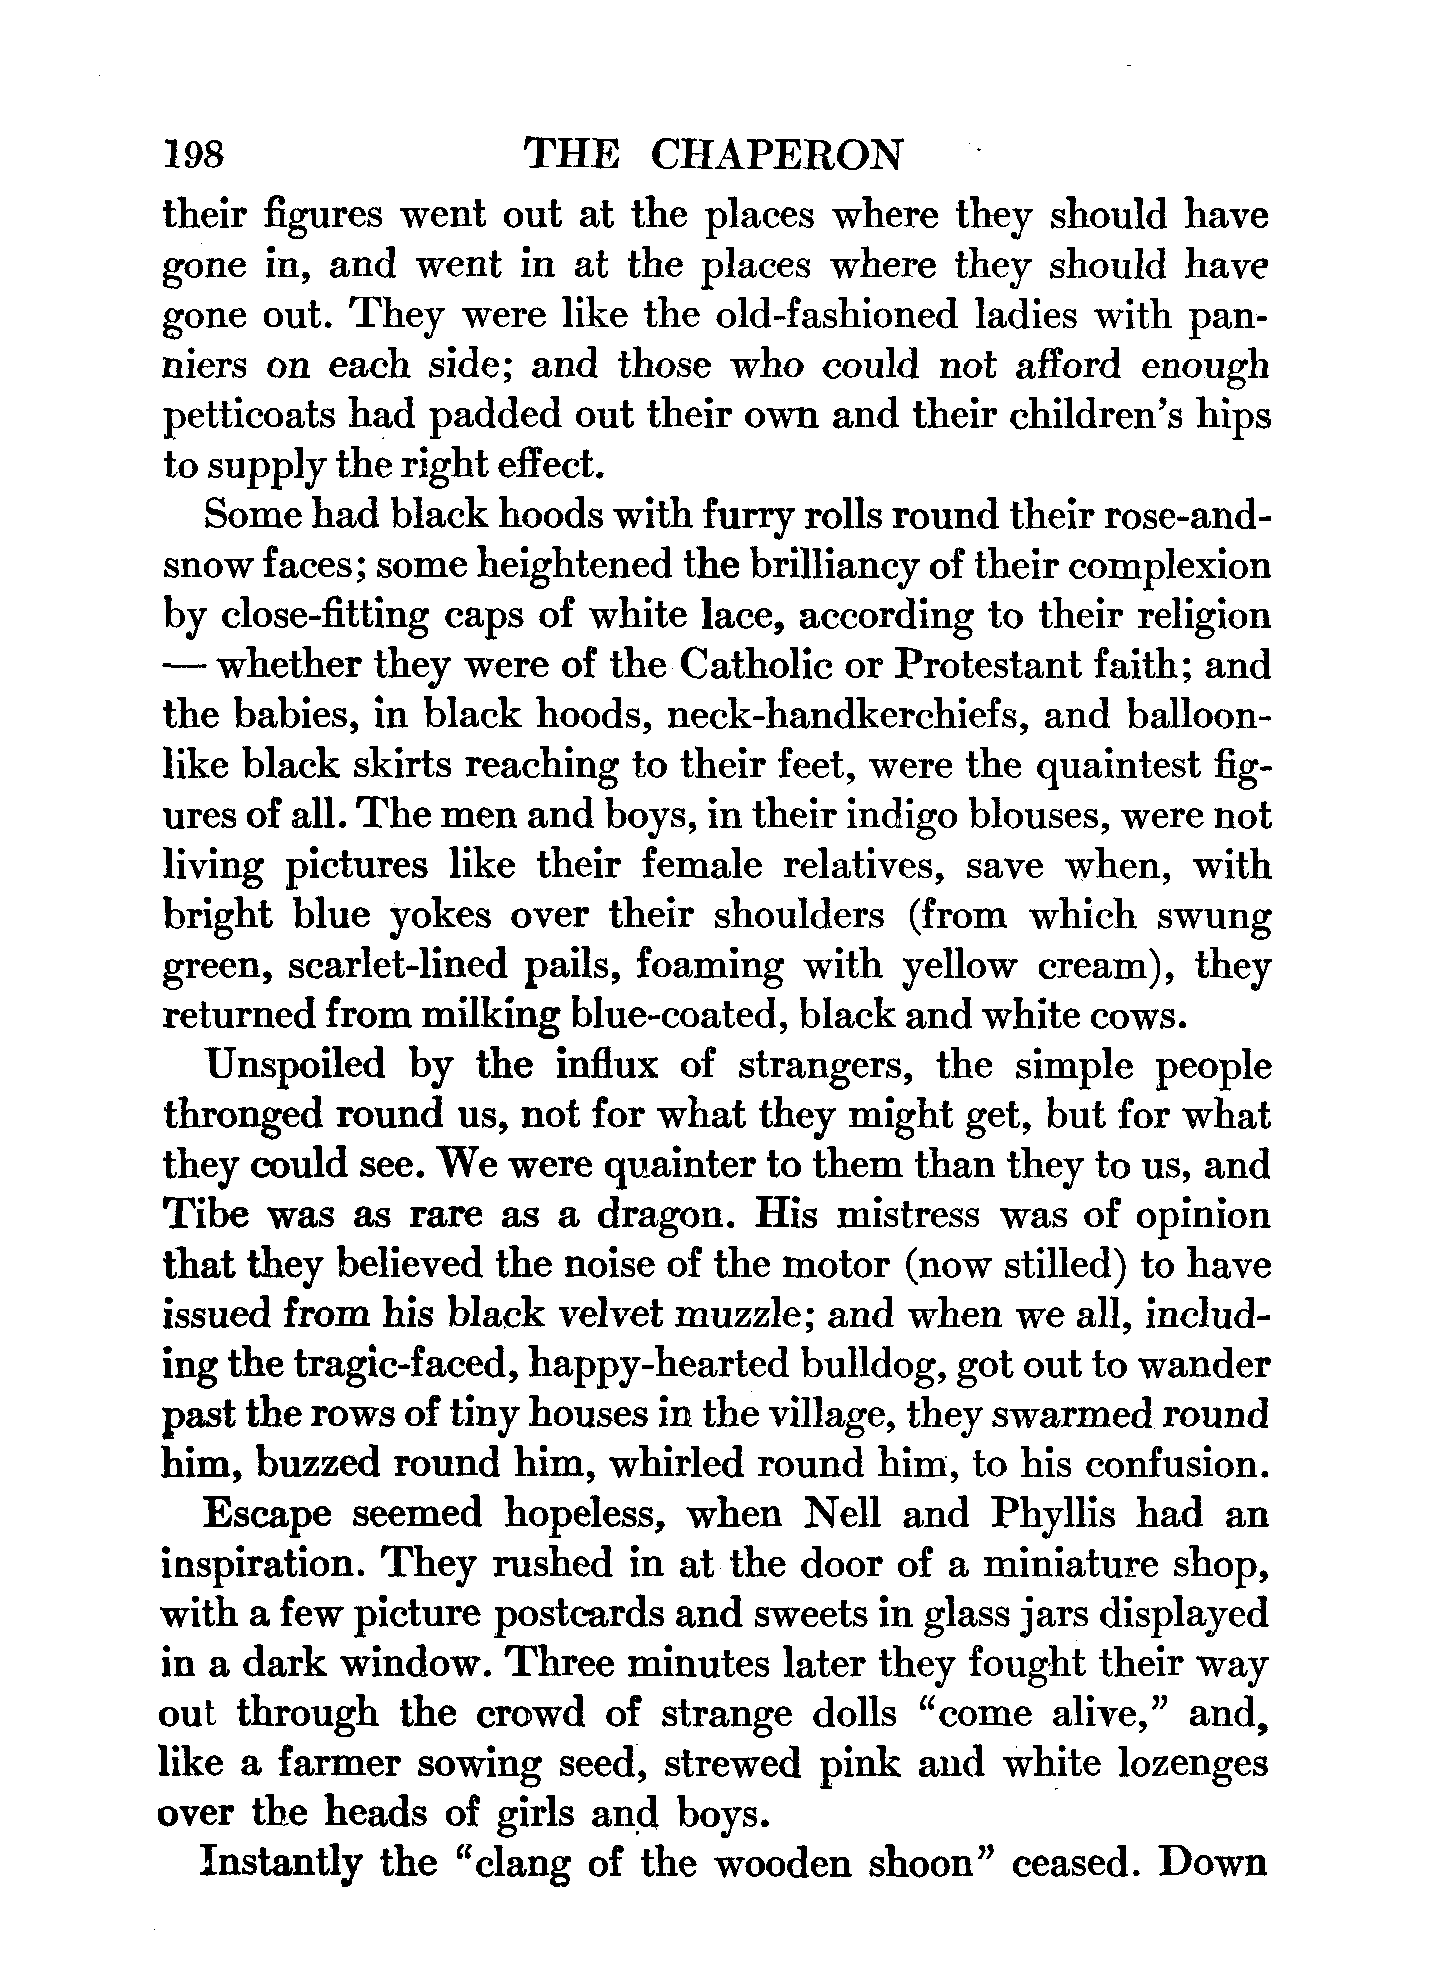 198 THE CHAPERON
their figures went out at the places where they should have
gone in, and went in at the places where they should have
gone out. They were like the old-fashioned ladies with pan-
niers on each side; and those who could not afford enough
petticoats had padded out their own and their children's hips
to supply the right effect.
Some had black hoods with furry rolls round their rose-and-
snow faces; some heightened the brilliancy of their complexion
by close-fitting caps of white lace, according to their religion
— whether they were of the Catholic or Protestant faith; and
the babies, in black hoods, neck-handkerchiefs, and balloon-
like black skirts reaching to their feet, were the quaintest fig-
ures of all. The men and boys, in their indigo blouses, were not
living pictures like their female relatives, save when, with
bright blue yokes over their shoulders (from which swung
green, scarlet-lined pails, foaming with yellow cream), they
returned from milking blue-coated, black and white cows.
Unspoiled by the influx of strangers, the simple people
thronged round us, not for what they might get, but for what
they could see. We were quainter to them than they to us, and
Tibe was as rare as a dragon. His mistress was of opinion
that they believed the noise of the motor (now stilled) to have
issued from his black velvet muzzle; and when we all, includ-
ing the tragic-faced, happy-hearted bulldog, got out to wander
past the rows of tiny houses in the village, they swarmed round
him, buzzed round him, whirled round him, to his confusion.
Escape seemed hopeless, when Nell and Phyllis had an
inspiration. They rushed in at the door of a miniature shop,
with a few picture postcards and sweets in glass jars displayed
in a dark window. Three minutes later they fought their way
out through the crowd of strange dolls "come alive," and,
like a farmer sowing seed, strewed pink and white lozenges
over the heads of girls and boys.
Instantly the "clang of the wooden shoon" ceased. Down